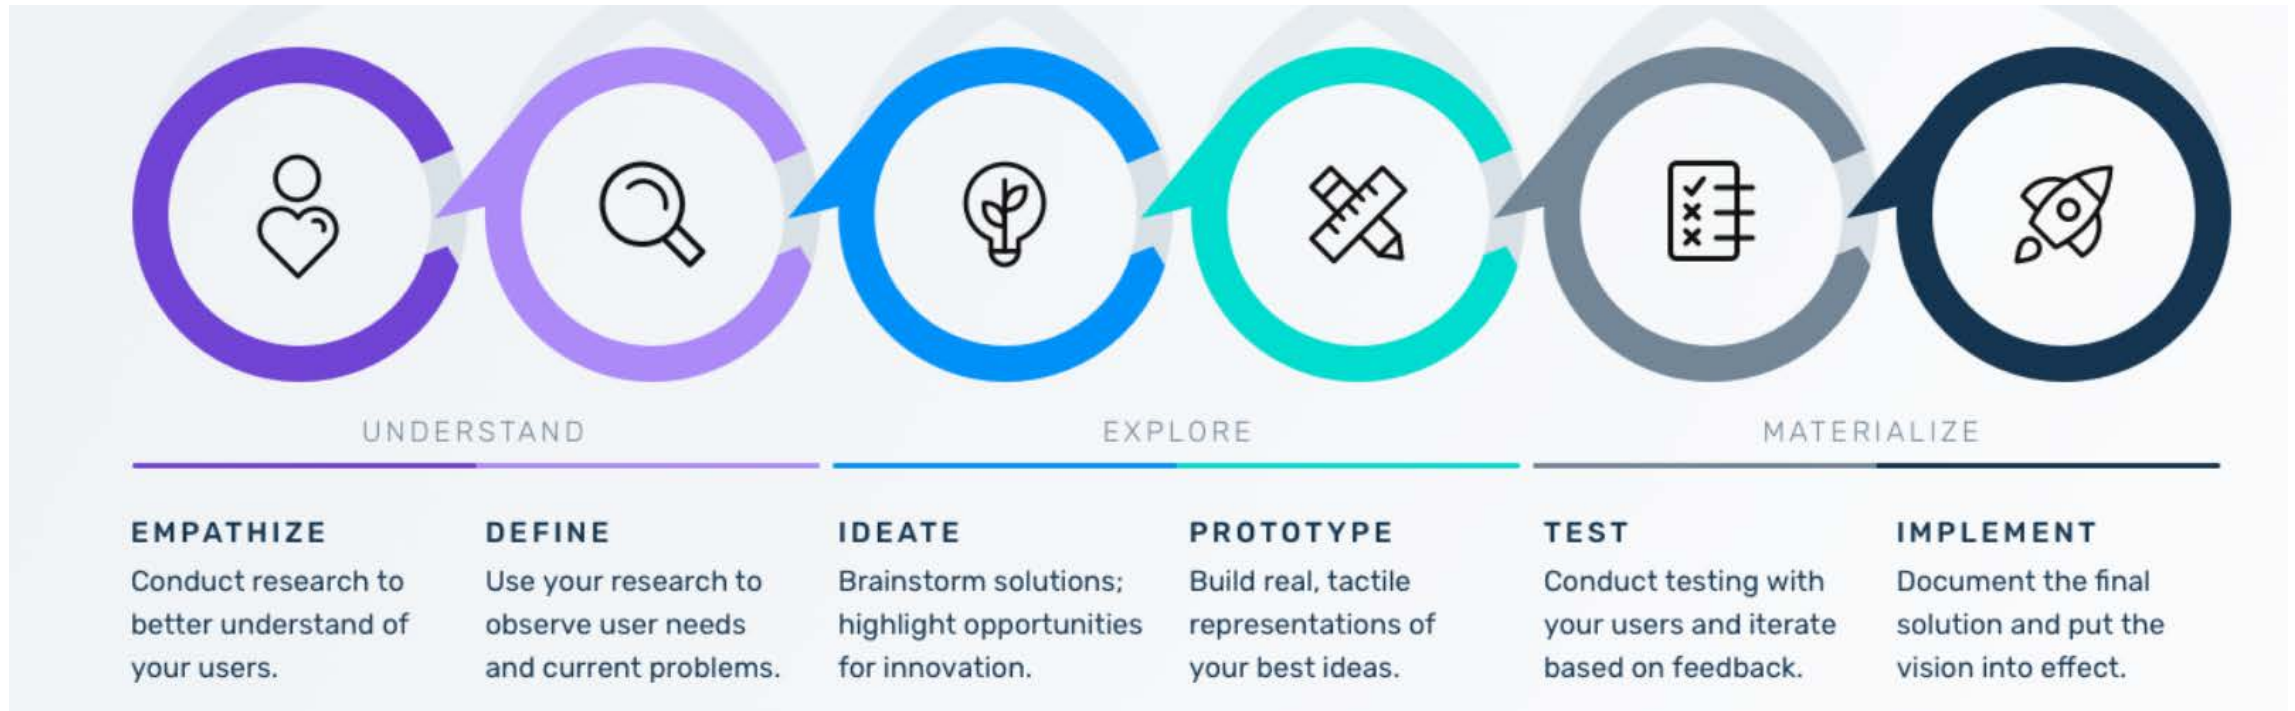 UNDERSTAND
EXPLORE
MATERIALIZE
EMPATHIZE
Conduct research to
better understand of
your users.
DEFINE
Use your research to
observe user needs
and current problems.
IDEATE
Brainstorm solutions;
highlight opportunities
for innovation.
PROTOTYPE
Build real, tactile
representations of
your best ideas.
TEST
Conduct testing with
your users and iterate
based on feedback.
IMPLEMENT
Document the final
solution and put the
vision into effect.